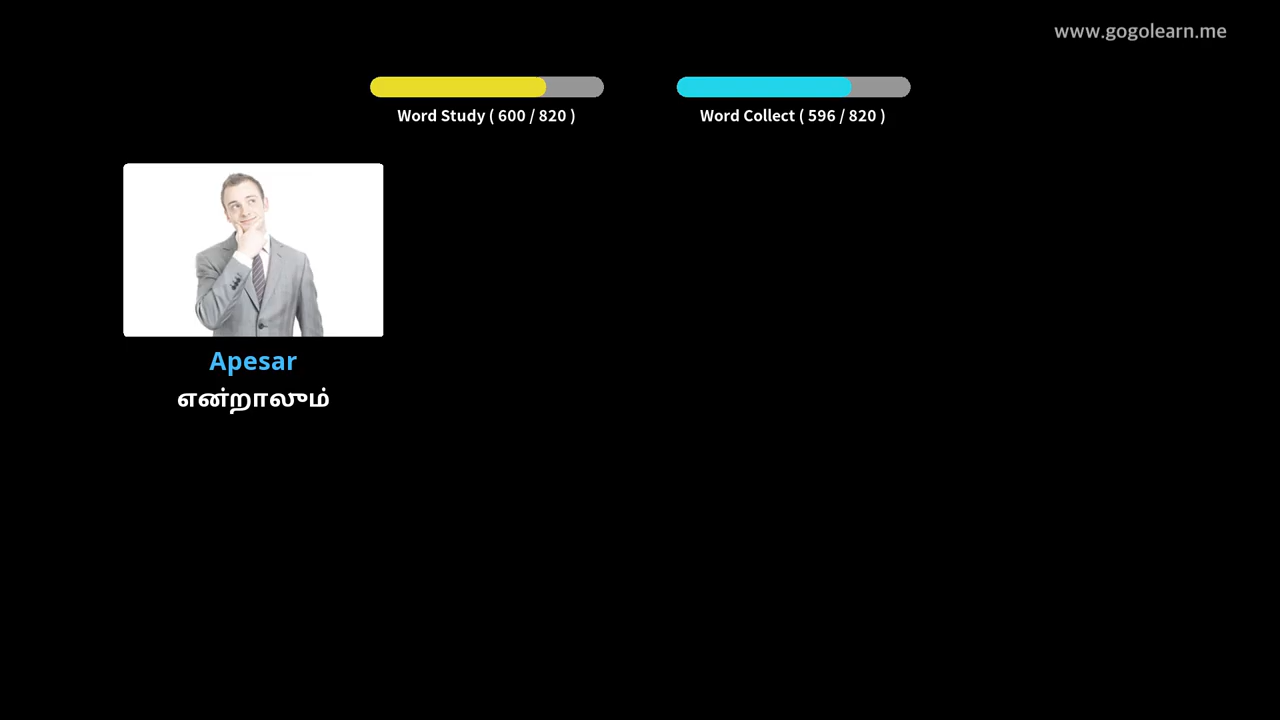 www.gogolearn.me
Word Study ( 600 / 820 )
Word Collect ( 596 / 820 )
Apesar
என்றாலும்